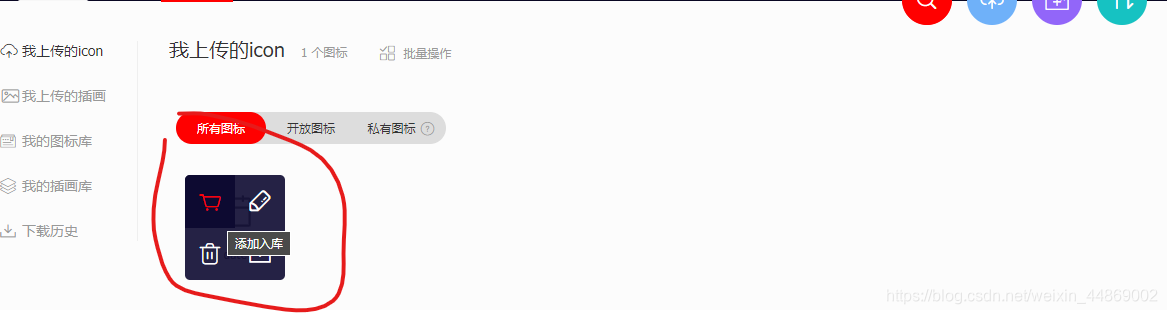 我上传的icon
我上传的插画
我的图标库
我的插画库
下载历史
我上传的icon 1 个图标 批量操作
所有图标 开放图标 私有图标 ?
添加入库
https://blog.csdn.net/weixin_44869002